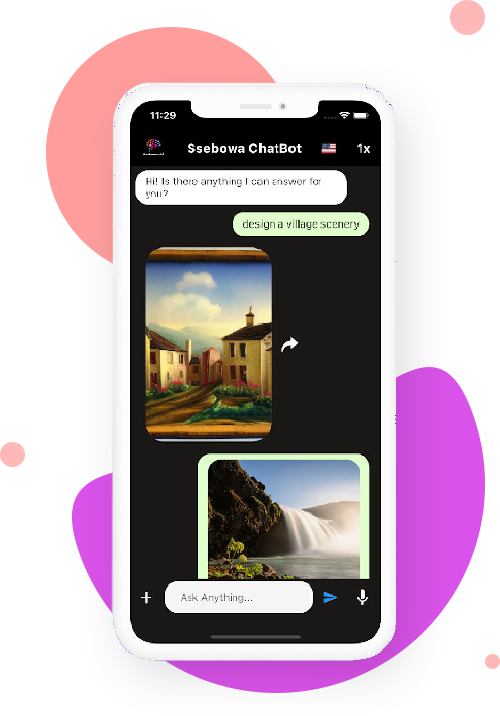 11:29
Ssebowa ChatBot
1x
Hi! Is there anything I can answer for
you?
design a village scenery
Ask Anything...